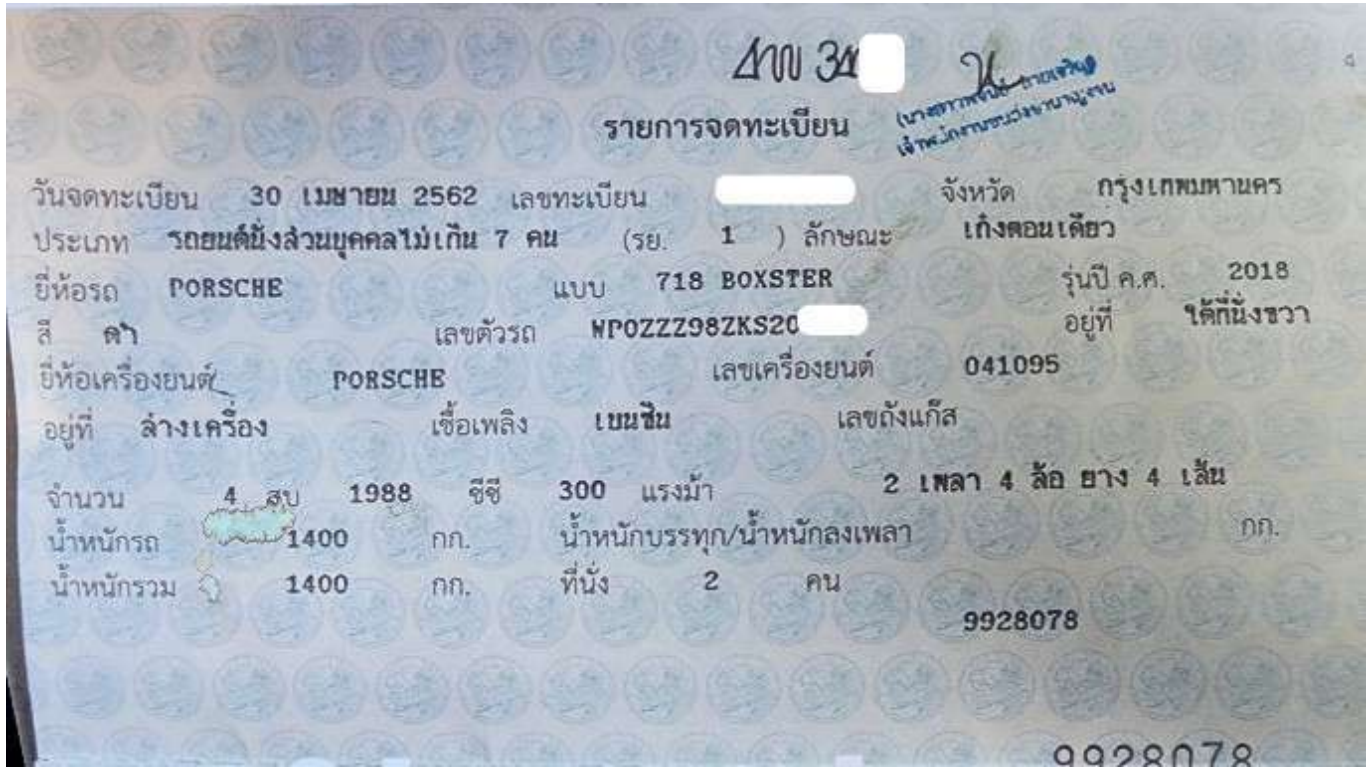 รายการจดทะเบียน
วันจดทะเบียน 30 เมษายน 2562 เลขทะเบียน จังหวัด กรุงเทพมหานคร
ประเภท รถยนต์นั่งส่วนบุคคลไม่เกิน 7 คน (รย. 1 ) ลักษณะ เก๋งตอนเดียว
ยี่ห้อรถ PORSCHE แบบ 718 BOXSTER รุ่นปี ค.ศ. 2018
สี ดำ เลขตัวรถ WP0ZZZ98ZKS20 อยู่ที่ ใต้ที่นั่งขวา
ยี่ห้อเครื่องยนต์ PORSCHE เลขเครื่องยนต์ 041095
อยู่ที่ ล่างเครื่อง เชื้อเพลิง เบนซิน เลขถังแก๊ส
จำนวน 4 สูบ 1988 ซีซี 300 แรงม้า 2 เพลา 4 ล้อ ยาง 4 เส้น
น้ำหนักรถ 1400 กก. น้ำหนักบรรทุก/น้ำหนักลงเพลา กก.
น้ำหนักรวม 1400 กก. ที่นั่ง 2 คน
9928078
9928078